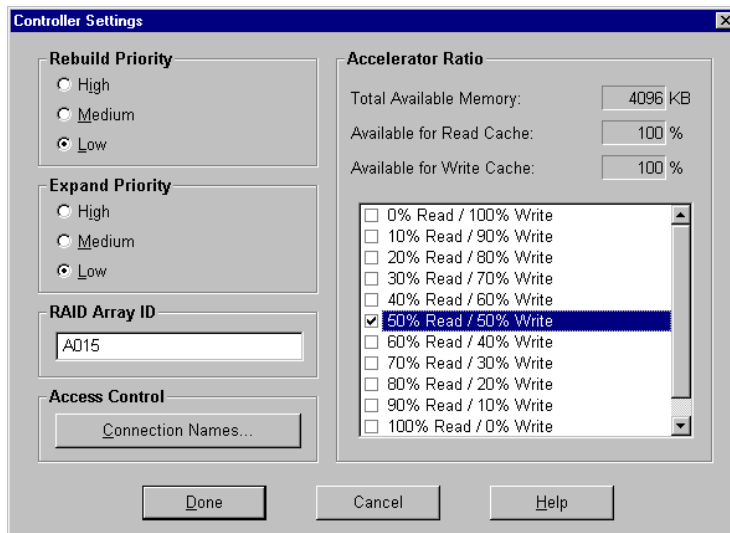 Controller Settings
Rebuild Priority
High
Medium
Low
Expand Priority
High
Medium
Low
RAID Array ID
A015
Access Control
Connection Names...
Accelerator Ratio
Total Available Memory: 4096 KB
Available for Read Cache: 100 %
Available for Write Cache: 100 %
0% Read / 100% Write
10% Read / 90% Write
20% Read / 80% Write
30% Read / 70% Write
40% Read / 60% Write
50% Read / 50% Write
60% Read / 40% Write
70% Read / 30% Write
80% Read / 20% Write
90% Read / 10% Write
100% Read / 0% Write
Done Cancel Help